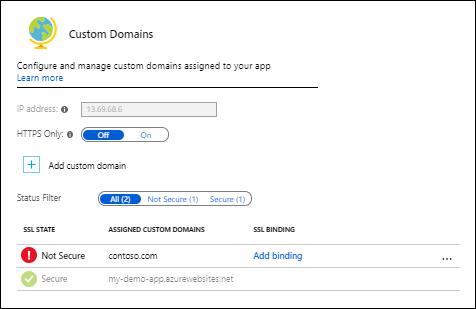 Custom Domains
Configure and manage custom domains assigned to your app
Learn more
IP address: 13.69.68.6
HTTPS Only: Off On
Add custom domain
Status Filter All (2) Not Secure (1) Secure (1)
SSL STATE ASSIGNED CUSTOM DOMAINS SSL BINDING
Not Secure contoso.com Add binding ...
Secure my-demo-app.azurewebsites.net